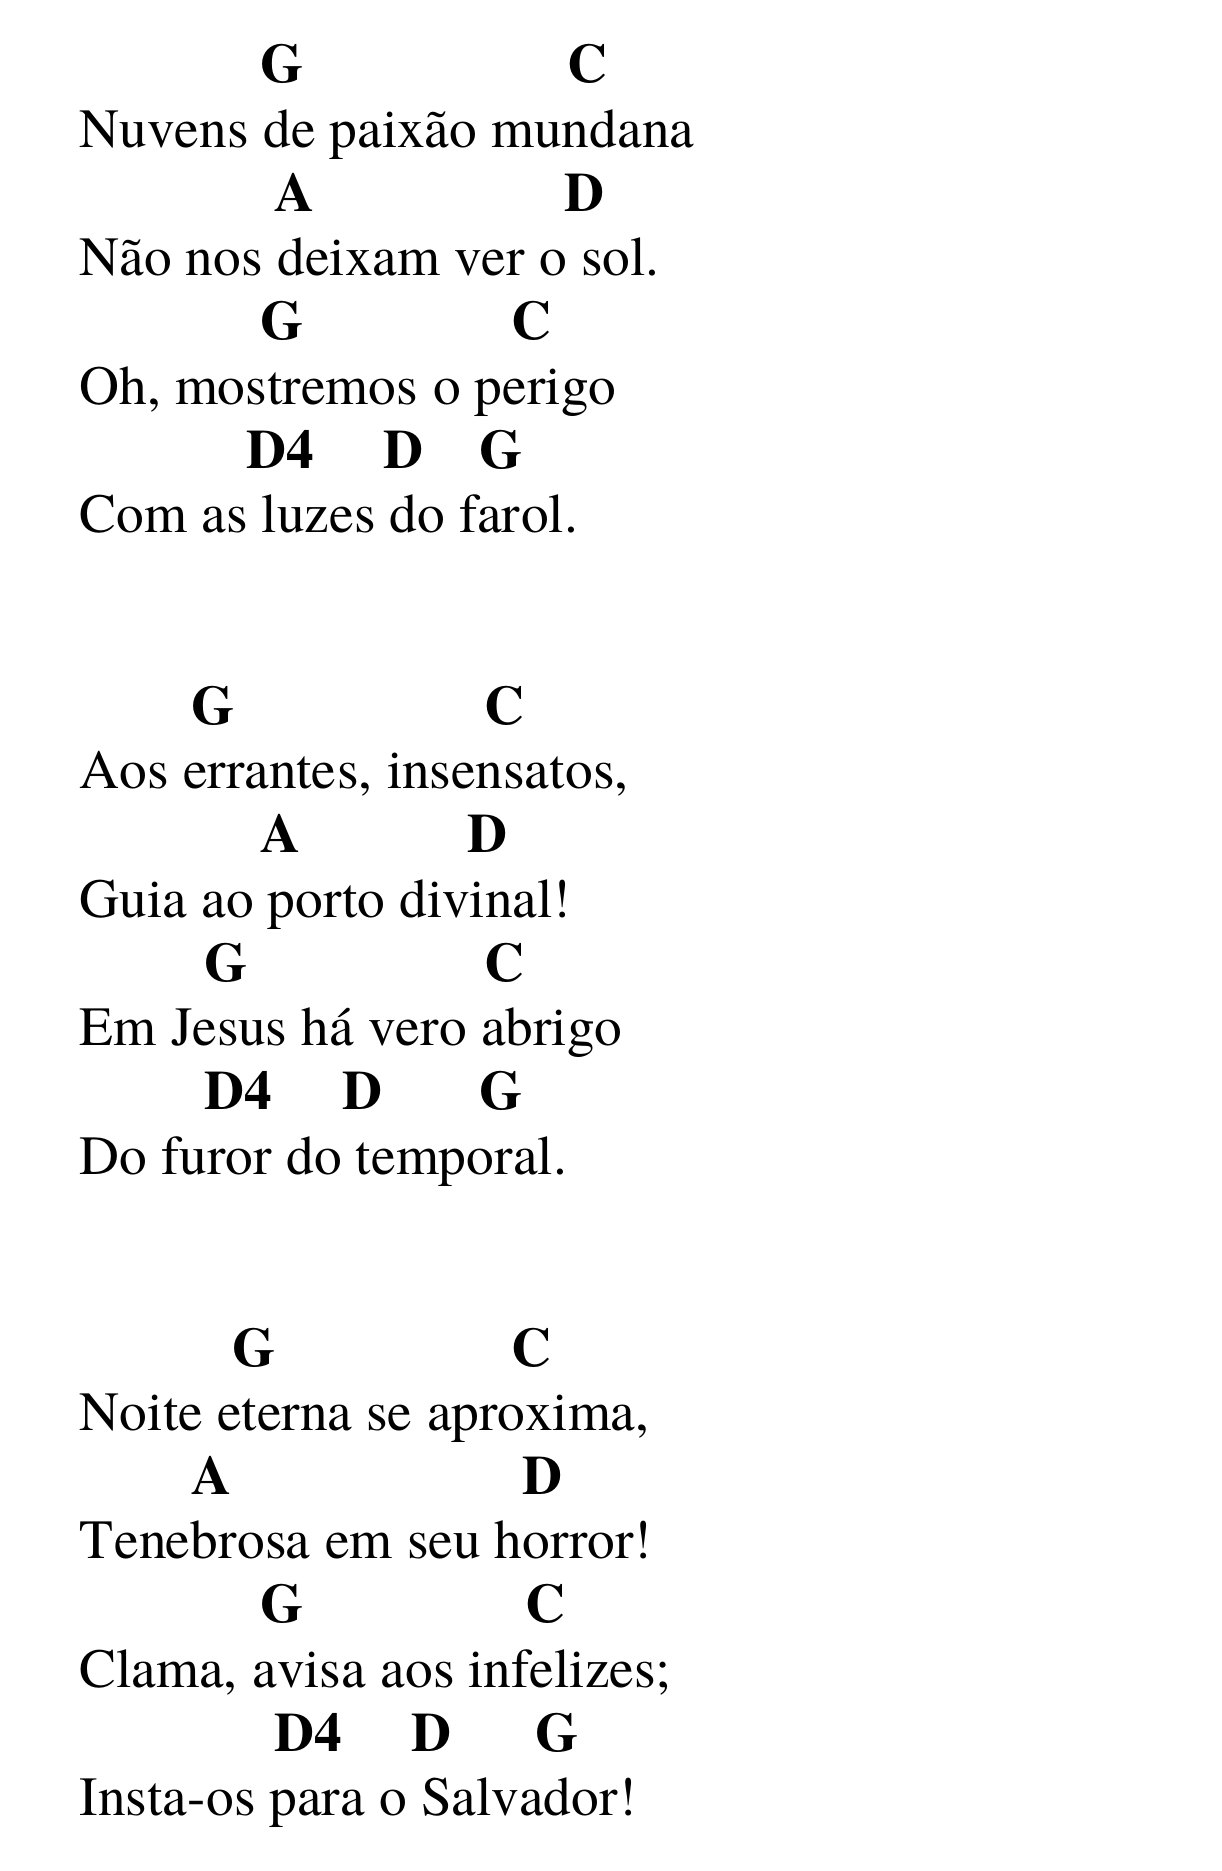 G C
Nuvens de paixão mundana
A D
Não nos deixam ver o sol.
G C
Oh, mostremos o perigo
D4 D G
Com as luzes do farol.
G C
Aos errantes, insensatos,
A D
Guia ao porto divinal!
G C
Em Jesus há vero abrigo
D4 D G
Do furor do temporal.
G C
Noite eterna se aproxima,
A D
Tenebrosa em seu horror!
G C
Clama, avisa aos infelizes;
D4 D G
Insta-os para o Salvador!